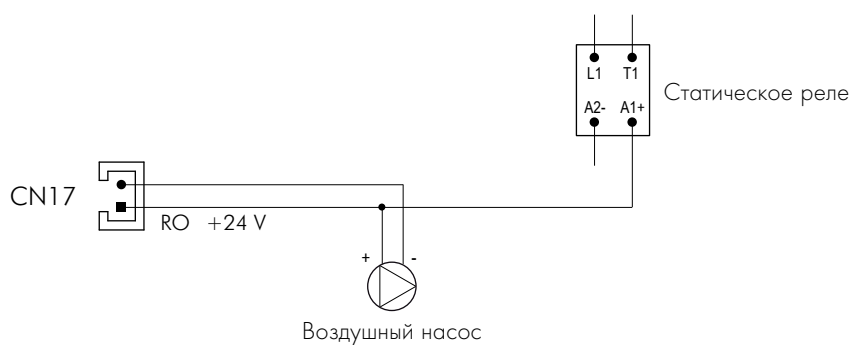 L1 T1
Статическое реле
A2- A1+
CN17
RO +24 V
+ -
Воздушный насос